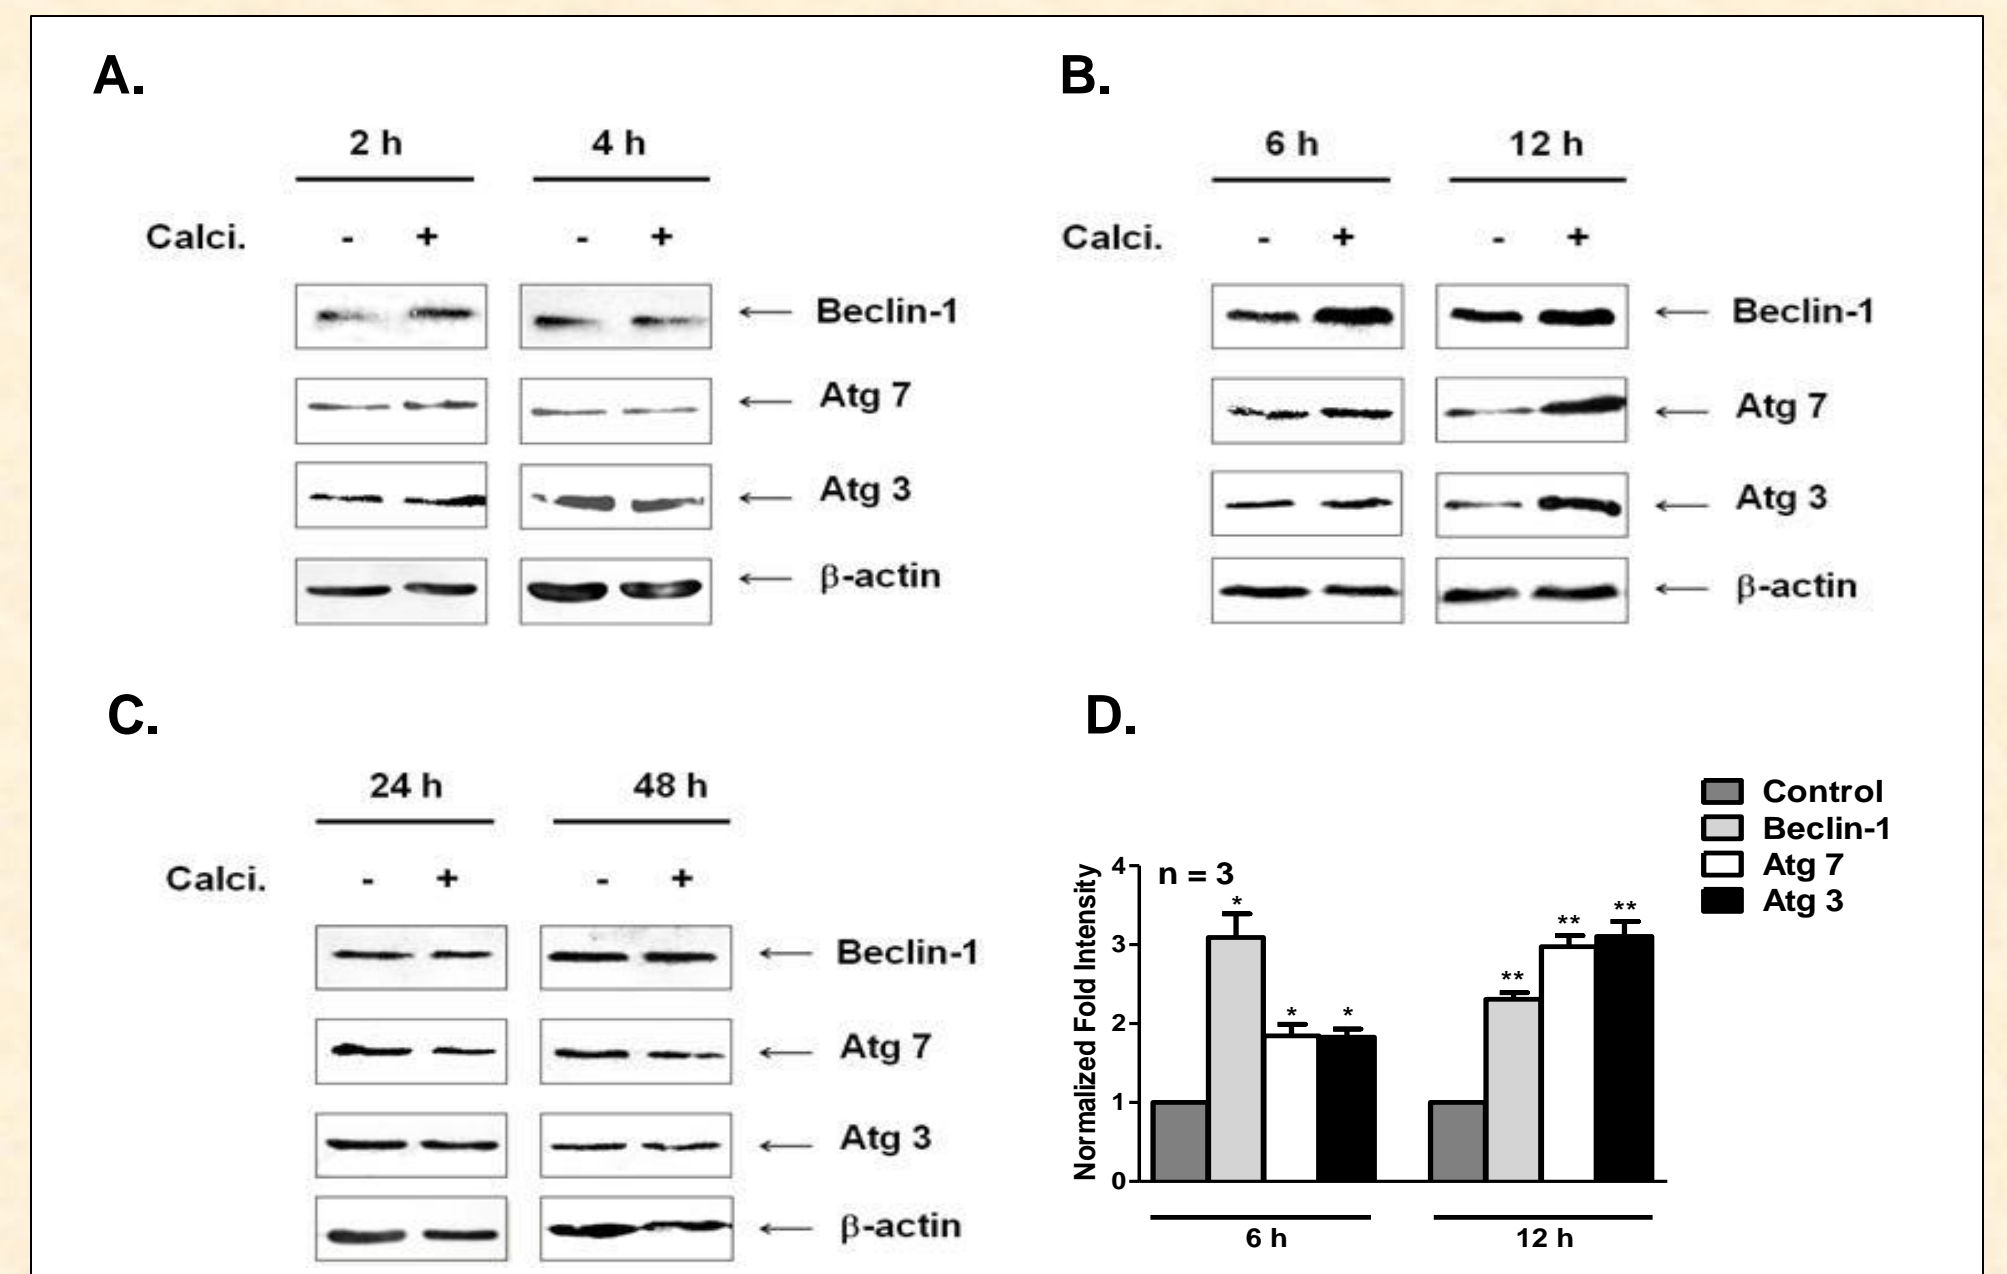 A.
2 h 4 h
Calci. - + - +
Beclin-1
Atg 7
Atg 3
β-actin
B.
6 h 12 h
Calci. - + - +
Beclin-1
Atg 7
Atg 3
β-actin
C.
24 h 48 h
Calci. - + - +
Beclin-1
Atg 7
Atg 3
β-actin
D.
Control
Beclin-1
Atg 7
Atg 3
Normalized Fold Intensity
n = 3
4
3
2
1
0
* * * ** ** **
6 h 12 h